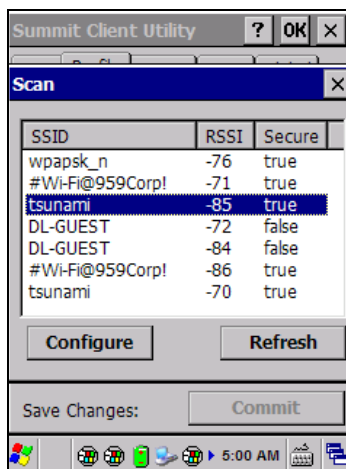 Summit Client Utility ? OK ×
Scan ×
SSID RSSI Secure
wpapsk_n -76 true
#Wi-Fi@959Corp! -71 true
tsunami -85 true
DL-GUEST -72 false
DL-GUEST -84 false
#Wi-Fi@959Corp! -86 true
tsunami -70 true
Configure Refresh
Save Changes: Commit
5:00 AM